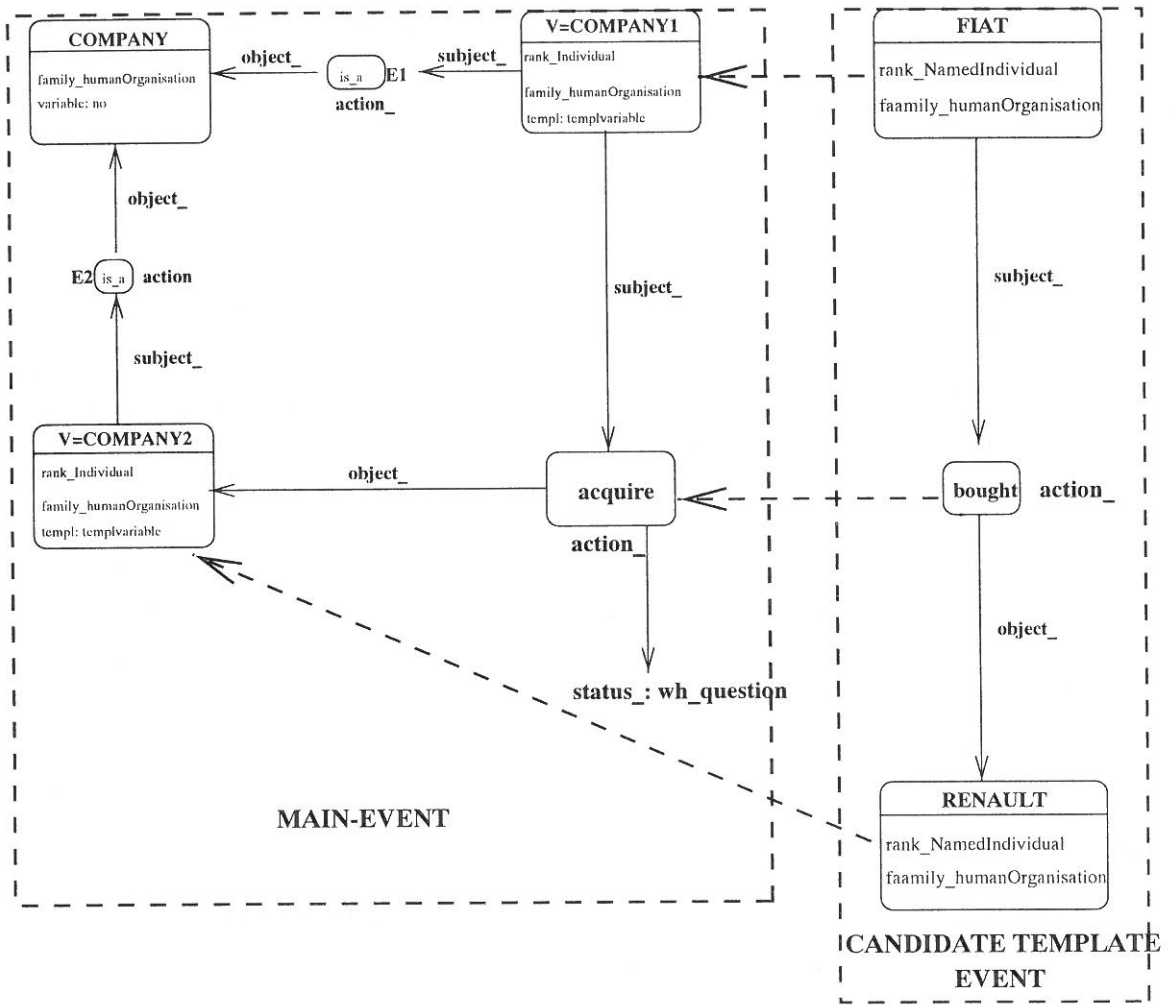 COMPANY
family_humanOrganisation
variable: no
object_
is_a
E1
action_
subject_
V=COMPANY1
rank_Individual
family_humanOrganisation
templ: templvariable
FIAT
rank_NamedIndividual
faamily_humanOrganisation
object_
E2
is_a
action
subject_
subject_
subject_
V=COMPANY2
rank_Individual
family_humanOrganisation
templ: templvariable
object_
acquire
action_
bought
action_
object_
status_: wh_question
RENAULT
rank_NamedIndividual
faamily_humanOrganisation
MAIN-EVENT
CANDIDATE TEMPLATE
EVENT